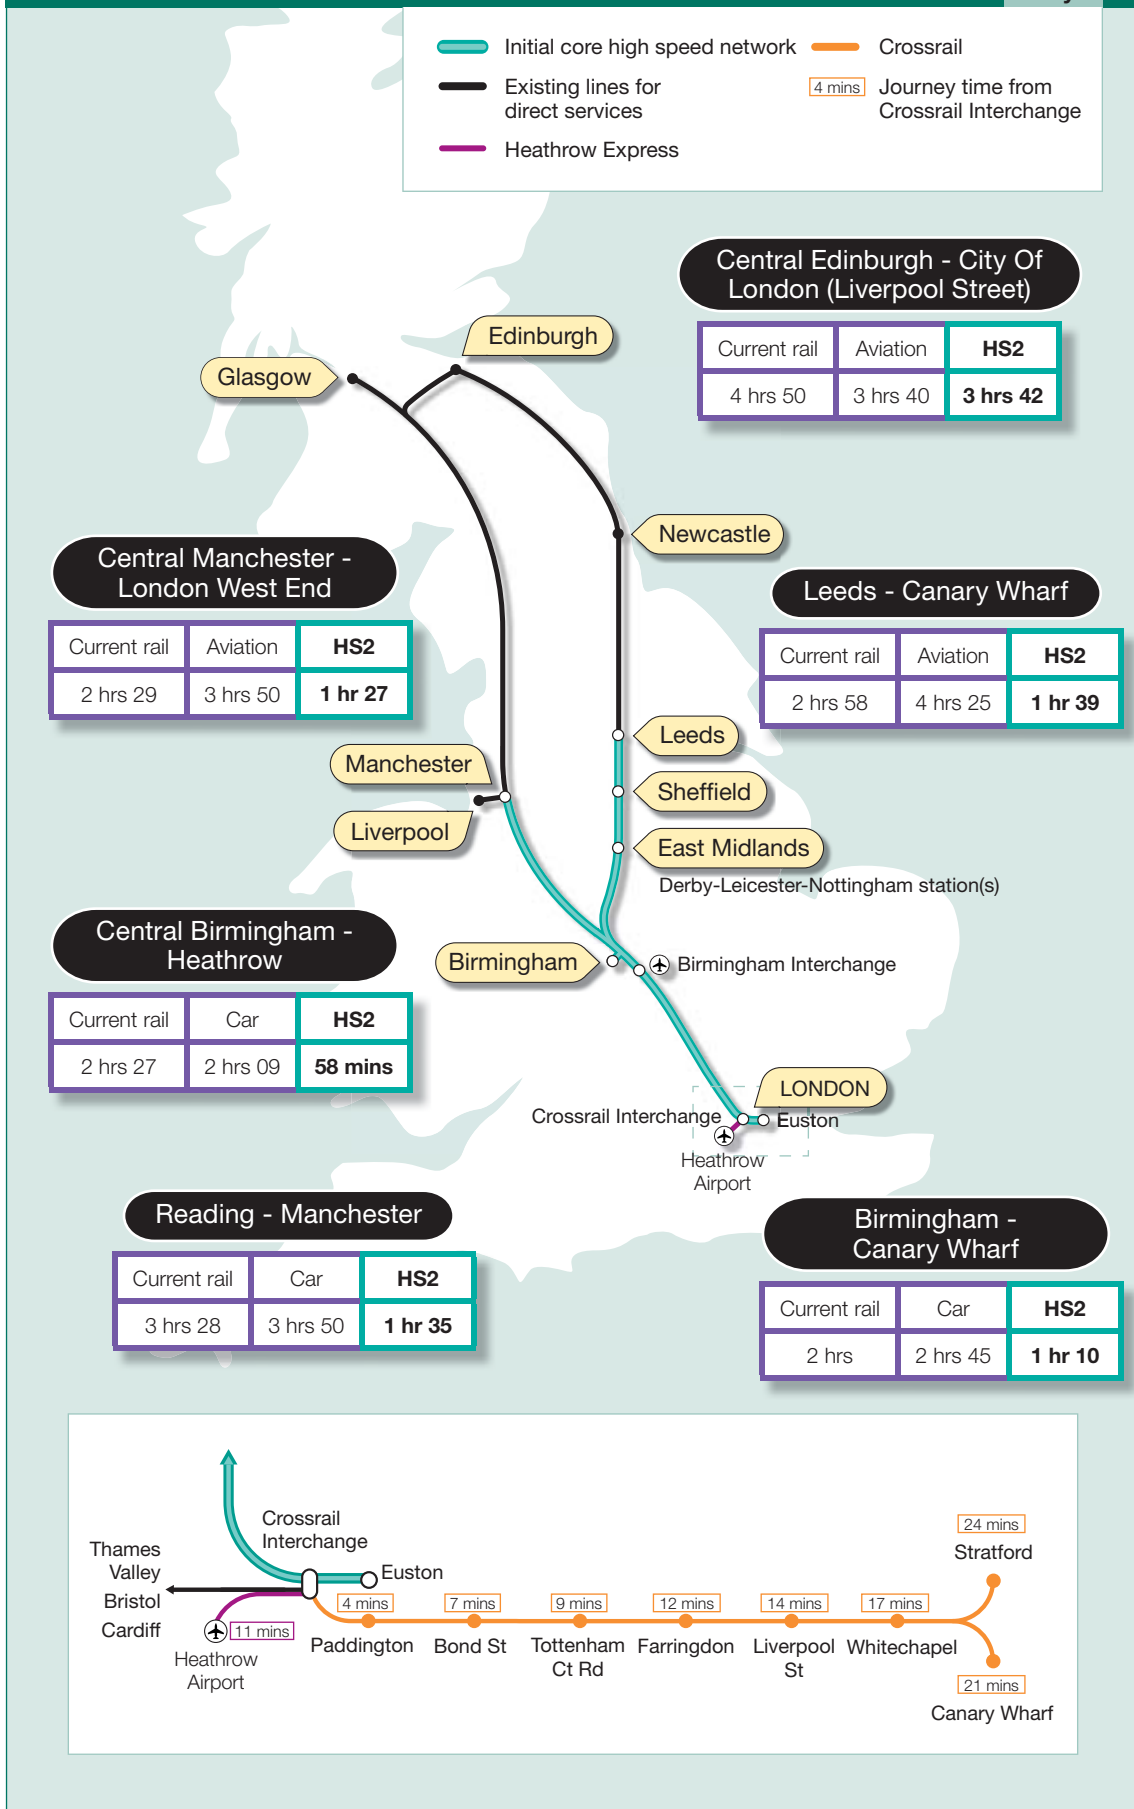 Initial core high speed network
Existing lines for
direct services
Heathrow Express
Crossrail
4 mins
Journey time from
Crossrail Interchange
Central Edinburgh - City Of
London (Liverpool Street)
Current rail Aviation HS2
4 hrs 50 3 hrs 40 3 hrs 42
Edinburgh
Glasgow
Newcastle
Central Manchester -
London West End
Current rail Aviation HS2
2 hrs 29 3 hrs 50 1 hr 27
Leeds - Canary Wharf
Current rail Aviation HS2
2 hrs 58 4 hrs 25 1 hr 39
Leeds
Manchester
Sheffield
Liverpool
East Midlands
Derby-Leicester-Nottingham station(s)
Central Birmingham -
Heathrow
Current rail Car HS2
2 hrs 27 2 hrs 09 58 mins
Birmingham
Birmingham Interchange
LONDON
Crossrail Interchange
Euston
Heathrow
Airport
Reading - Manchester
Current rail Car HS2
3 hrs 28 3 hrs 50 1 hr 35
Birmingham -
Canary Wharf
Current rail Car HS2
2 hrs 2 hrs 45 1 hr 10
Crossrail
Interchange
Thames
Valley
Bristol
Cardiff
Euston
11 mins
Heathrow
Airport
4 mins
Paddington
7 mins
Bond St
9 mins
Tottenham
Ct Rd
12 mins
Farringdon
14 mins
Liverpool
St
17 mins
Whitechapel
24 mins
Stratford
21 mins
Canary Wharf